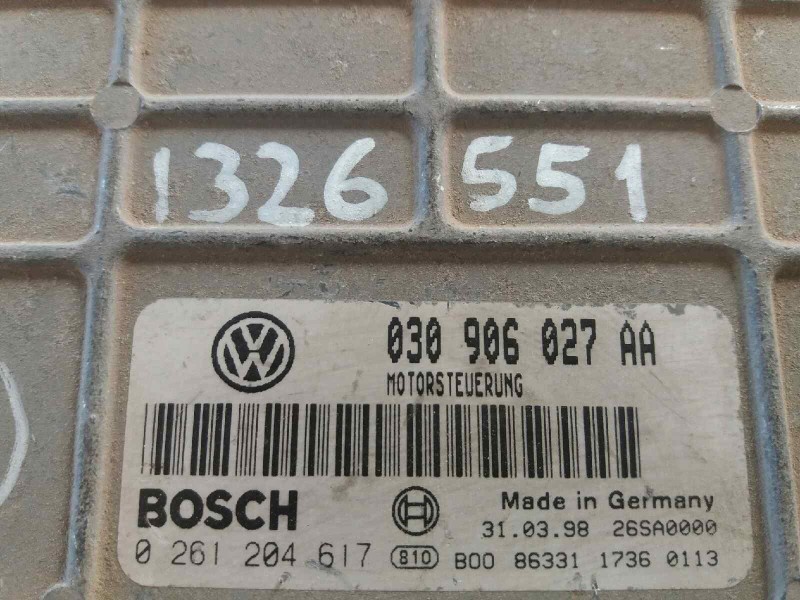 1326 551
030 906 027 AA
MOTORSTEUERUNG
BOSCH
Made in Germany
31.03.98 26SA0000
0 261 204 617 810 B00 86331 1736 0113